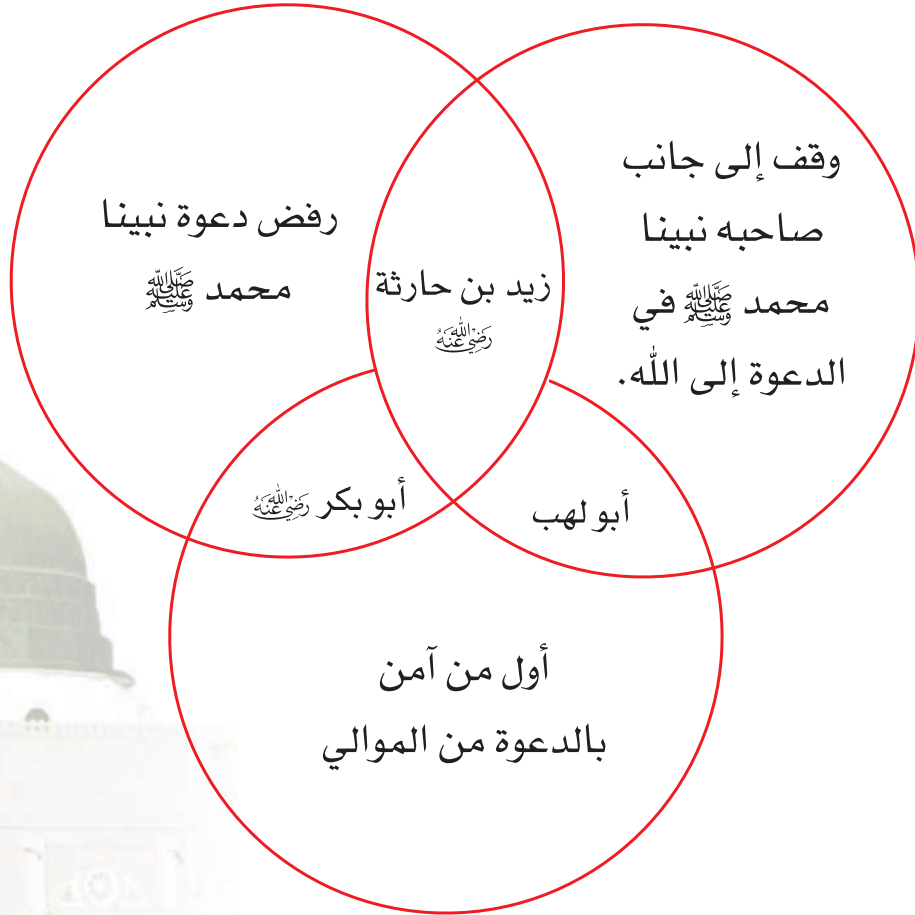 وقف إلى جانب
صاحبه نبينا
محمد ﷺ في
الدعوة إلى الله.
زيد بن حارثة
رضي الله عنه
رفض دعوة نبينا
محمد ﷺ
أبو لهب
أبو بكر رضي الله عنه
أول من آمن
بالدعوة من الموالي